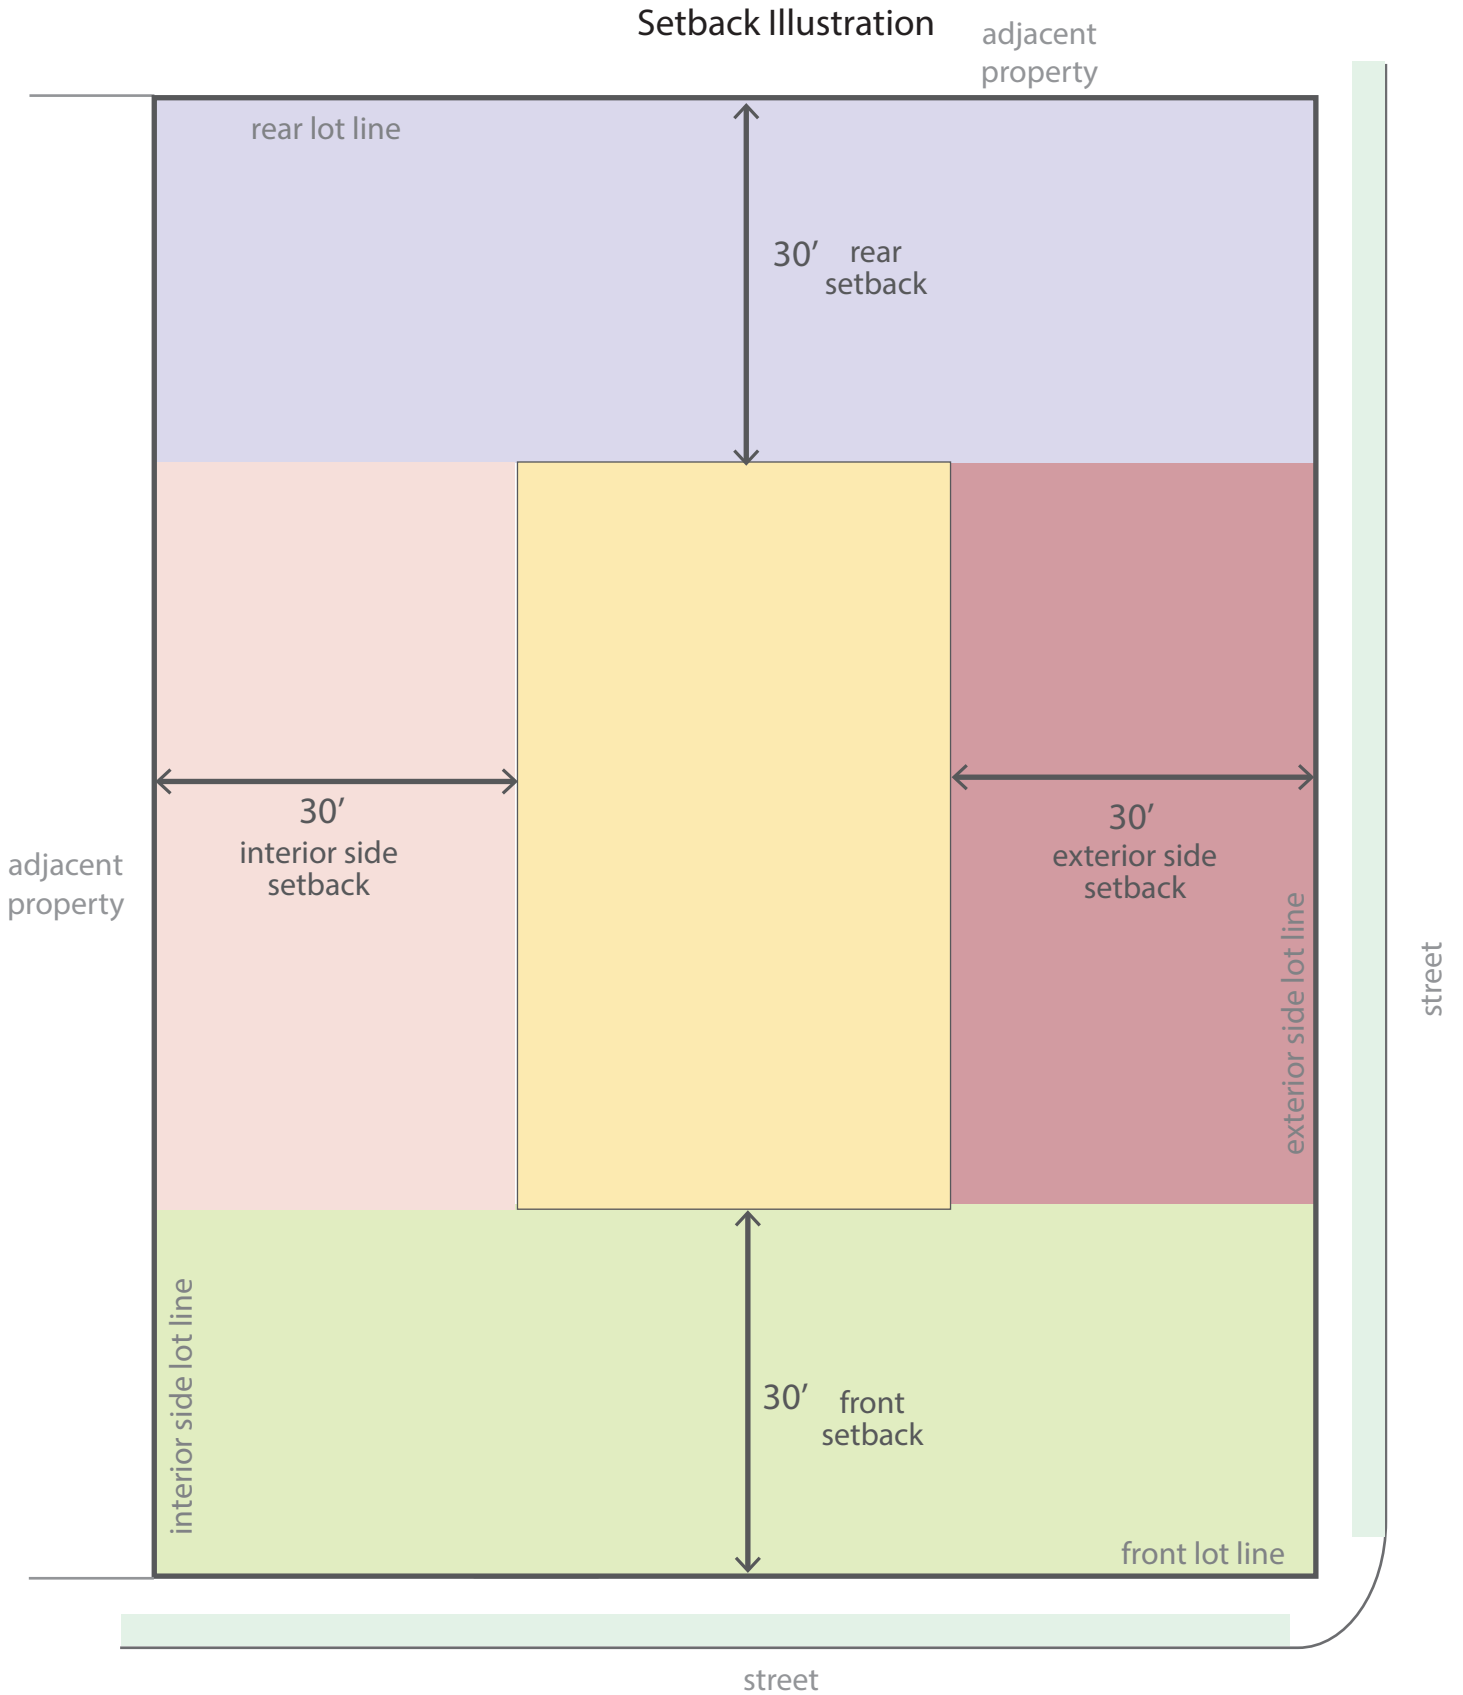 Setback Illustration
adjacent
property
rear lot line
30’ rear
setback
30’
interior side
setback
30’
exterior side
setback
adjacent
property
exterior side lot line
street
interior side lot line
30’ front
setback
front lot line
street